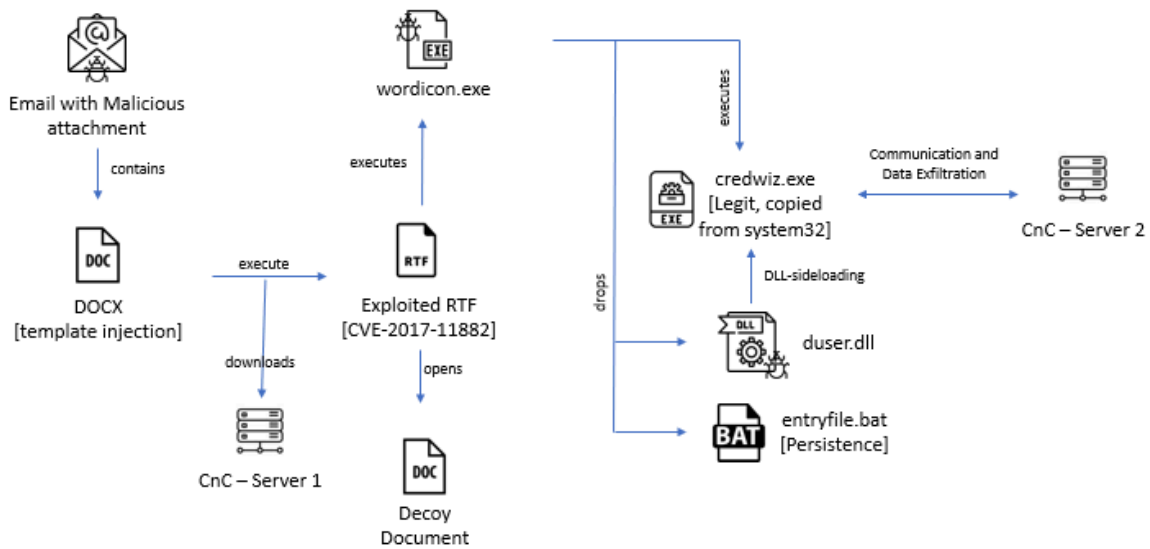 Email with Malicious
attachment
contains
DOC
DOCX
[template injection]
execute
downloads
CnC – Server 1
EXE
wordicon.exe
executes
RTF
Exploited RTF
[CVE-2017-11882]
opens
DOC
Decoy
Document
executes
drops
EXE
credwiz.exe
[Legit, copied
from system32]
Communication and
Data Exfiltration
CnC – Server 2
DLL-sideloading
DLL
duser.dll
BAT
entryfile.bat
[Persistence]